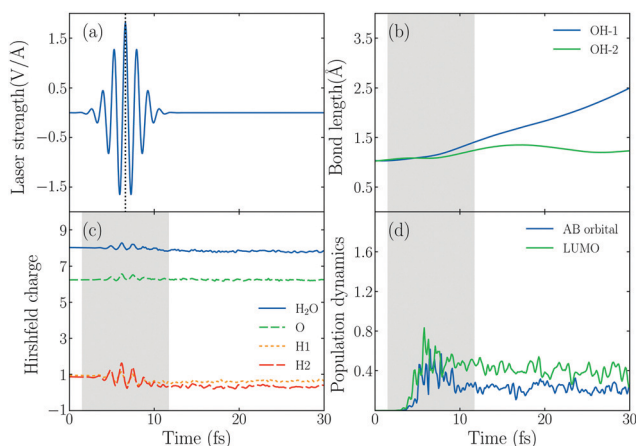 (a)
Laser strength(V/Å)
1.5
0.5
−0.5
−1.5
(b)
OH-1
OH-2
Bond length(Å)
3.5
2.5
1.5
0.5
(c)
Hirshfeld charge
9
7
5
3
1
−1
H₂O
O
H1
H2
0 10 20 30
Time (fs)
(d)
AB orbital
LUMO
Population dynamics
1.6
1.2
0.8
0.4
0 10 20 30
Time (fs)